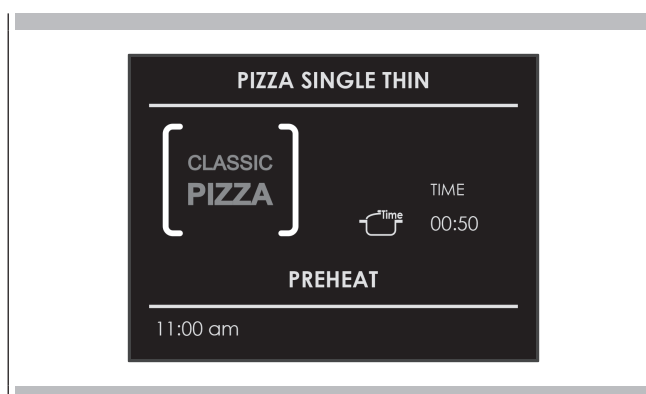 PIZZA SINGLE THIN
CLASSIC
PIZZA
TIME
Time
00:50
PREHEAT
11:00 am